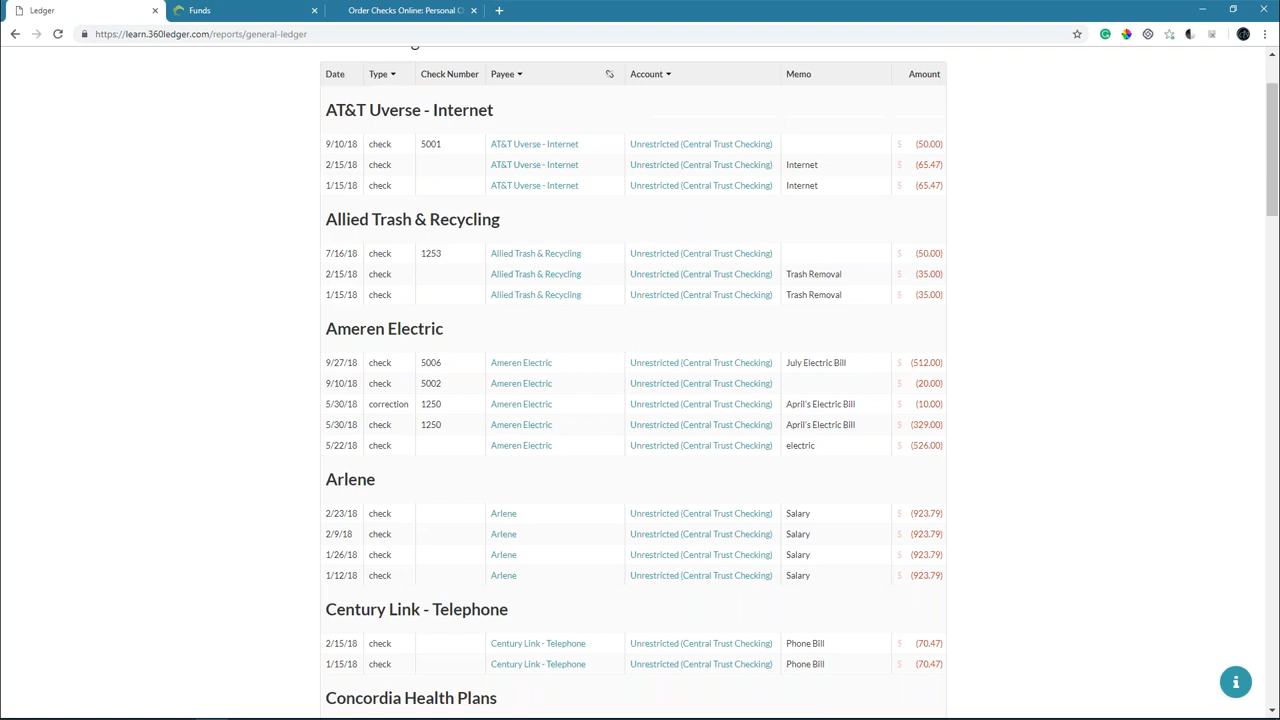 Ledger
Funds
Order Checks Online: Personal C
https://learn.360ledger.com/reports/general-ledger
Date Type Check Number Payee Account Memo Amount
AT&T Uverse - Internet
9/10/18 check 5001 AT&T Uverse - Internet Unrestricted (Central Trust Checking) $ (50.00)
2/15/18 check AT&T Uverse - Internet Unrestricted (Central Trust Checking) Internet $ (65.47)
1/15/18 check AT&T Uverse - Internet Unrestricted (Central Trust Checking) Internet $ (65.47)
Allied Trash & Recycling
7/16/18 check 1253 Allied Trash & Recycling Unrestricted (Central Trust Checking) $ (50.00)
2/15/18 check Allied Trash & Recycling Unrestricted (Central Trust Checking) Trash Removal $ (35.00)
1/15/18 check Allied Trash & Recycling Unrestricted (Central Trust Checking) Trash Removal $ (35.00)
Ameren Electric
9/27/18 check 5006 Ameren Electric Unrestricted (Central Trust Checking) July Electric Bill $ (512.00)
9/10/18 check 5002 Ameren Electric Unrestricted (Central Trust Checking) $ (20.00)
5/30/18 correction 1250 Ameren Electric Unrestricted (Central Trust Checking) April's Electric Bill $ (10.00)
5/30/18 check 1250 Ameren Electric Unrestricted (Central Trust Checking) April's Electric Bill $ (329.00)
5/22/18 check Ameren Electric Unrestricted (Central Trust Checking) electric $ (526.00)
Arlene
2/23/18 check Arlene Unrestricted (Central Trust Checking) Salary $ (923.79)
2/9/18 check Arlene Unrestricted (Central Trust Checking) Salary $ (923.79)
1/26/18 check Arlene Unrestricted (Central Trust Checking) Salary $ (923.79)
1/12/18 check Arlene Unrestricted (Central Trust Checking) Salary $ (923.79)
Century Link - Telephone
2/15/18 check Century Link - Telephone Unrestricted (Central Trust Checking) Phone Bill $ (70.47)
1/15/18 check Century Link - Telephone Unrestricted (Central Trust Checking) Phone Bill $ (70.47)
Concordia Health Plans